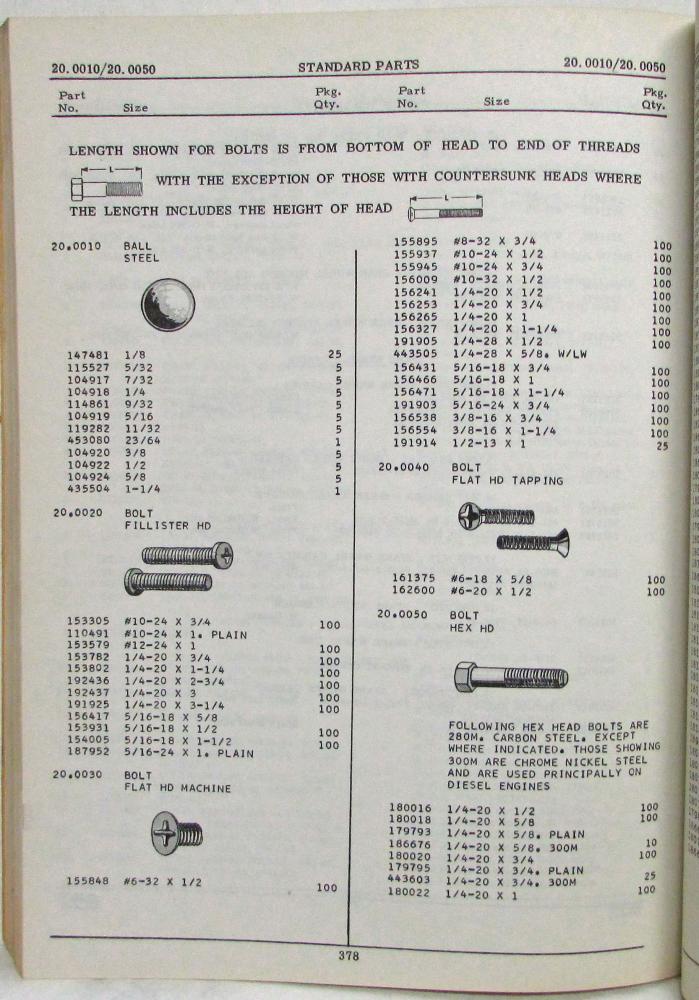 20.0010/20.0050 STANDARD PARTS 20.0010/20.0050
Part No. Size Pkg. Qty. Part No. Size Pkg. Qty.
LENGTH SHOWN FOR BOLTS IS FROM BOTTOM OF HEAD TO END OF THREADS
L
WITH THE EXCEPTION OF THOSE WITH COUNTERSUNK HEADS WHERE
THE LENGTH INCLUDES THE HEIGHT OF HEAD
L
20.0010 BALL
STEEL
147481 1/8 25
115527 5/32 5
104917 7/32 5
104918 1/4 5
114861 9/32 5
104919 5/16 5
119282 11/32 5
453080 23/64 1
104920 3/8 5
104922 1/2 5
104924 5/8 5
435504 1-1/4 1
20.0020 BOLT
FILLISTER HD
153305 #10-24 X 3/4 100
110491 #10-24 X 1. PLAIN
153579 #12-24 X 1 100
153782 1/4-20 X 3/4 100
153802 1/4-20 X 1-1/4 100
192436 1/4-20 X 2-3/4 100
192437 1/4-20 X 3 100
191925 1/4-20 X 3-1/4 100
156417 5/16-18 X 5/8
153931 5/16-18 X 1/2 100
154005 5/16-18 X 1-1/2 100
187952 5/16-24 X 1. PLAIN
20.0030 BOLT
FLAT HD MACHINE
155848 #6-32 X 1/2 100
155895 #8-32 X 3/4 100
155937 #10-24 X 1/2 100
155945 #10-24 X 3/4 100
156009 #10-32 X 1/2 100
156241 1/4-20 X 1/2 100
156253 1/4-20 X 3/4 100
156265 1/4-20 X 1 100
156327 1/4-20 X 1-1/4 100
191905 1/4-28 X 1/2 100
443505 1/4-28 X 5/8. W/LW
156431 5/16-18 X 3/4 100
156466 5/16-18 X 1 100
156471 5/16-18 X 1-1/4 100
191903 5/16-24 X 3/4 100
156538 3/8-16 X 3/4 100
156554 3/8-16 X 1-1/4 100
191914 1/2-13 X 1 25
20.0040 BOLT
FLAT HD TAPPING
161375 #6-18 X 5/8 100
162600 #6-20 X 1/2 100
20.0050 BOLT
HEX HD
FOLLOWING HEX HEAD BOLTS ARE
280M. CARBON STEEL. EXCEPT
WHERE INDICATED. THOSE SHOWING
300M ARE CHROME NICKEL STEEL
AND ARE USED PRINCIPALLY ON
DIESEL ENGINES
180016 1/4-20 X 1/2 100
180018 1/4-20 X 5/8 100
179793 1/4-20 X 5/8. PLAIN
186676 1/4-20 X 5/8. 300M 10
180020 1/4-20 X 3/4 100
179795 1/4-20 X 3/4. PLAIN
443603 1/4-20 X 3/4. 300M 25
180022 1/4-20 X 1 100
378